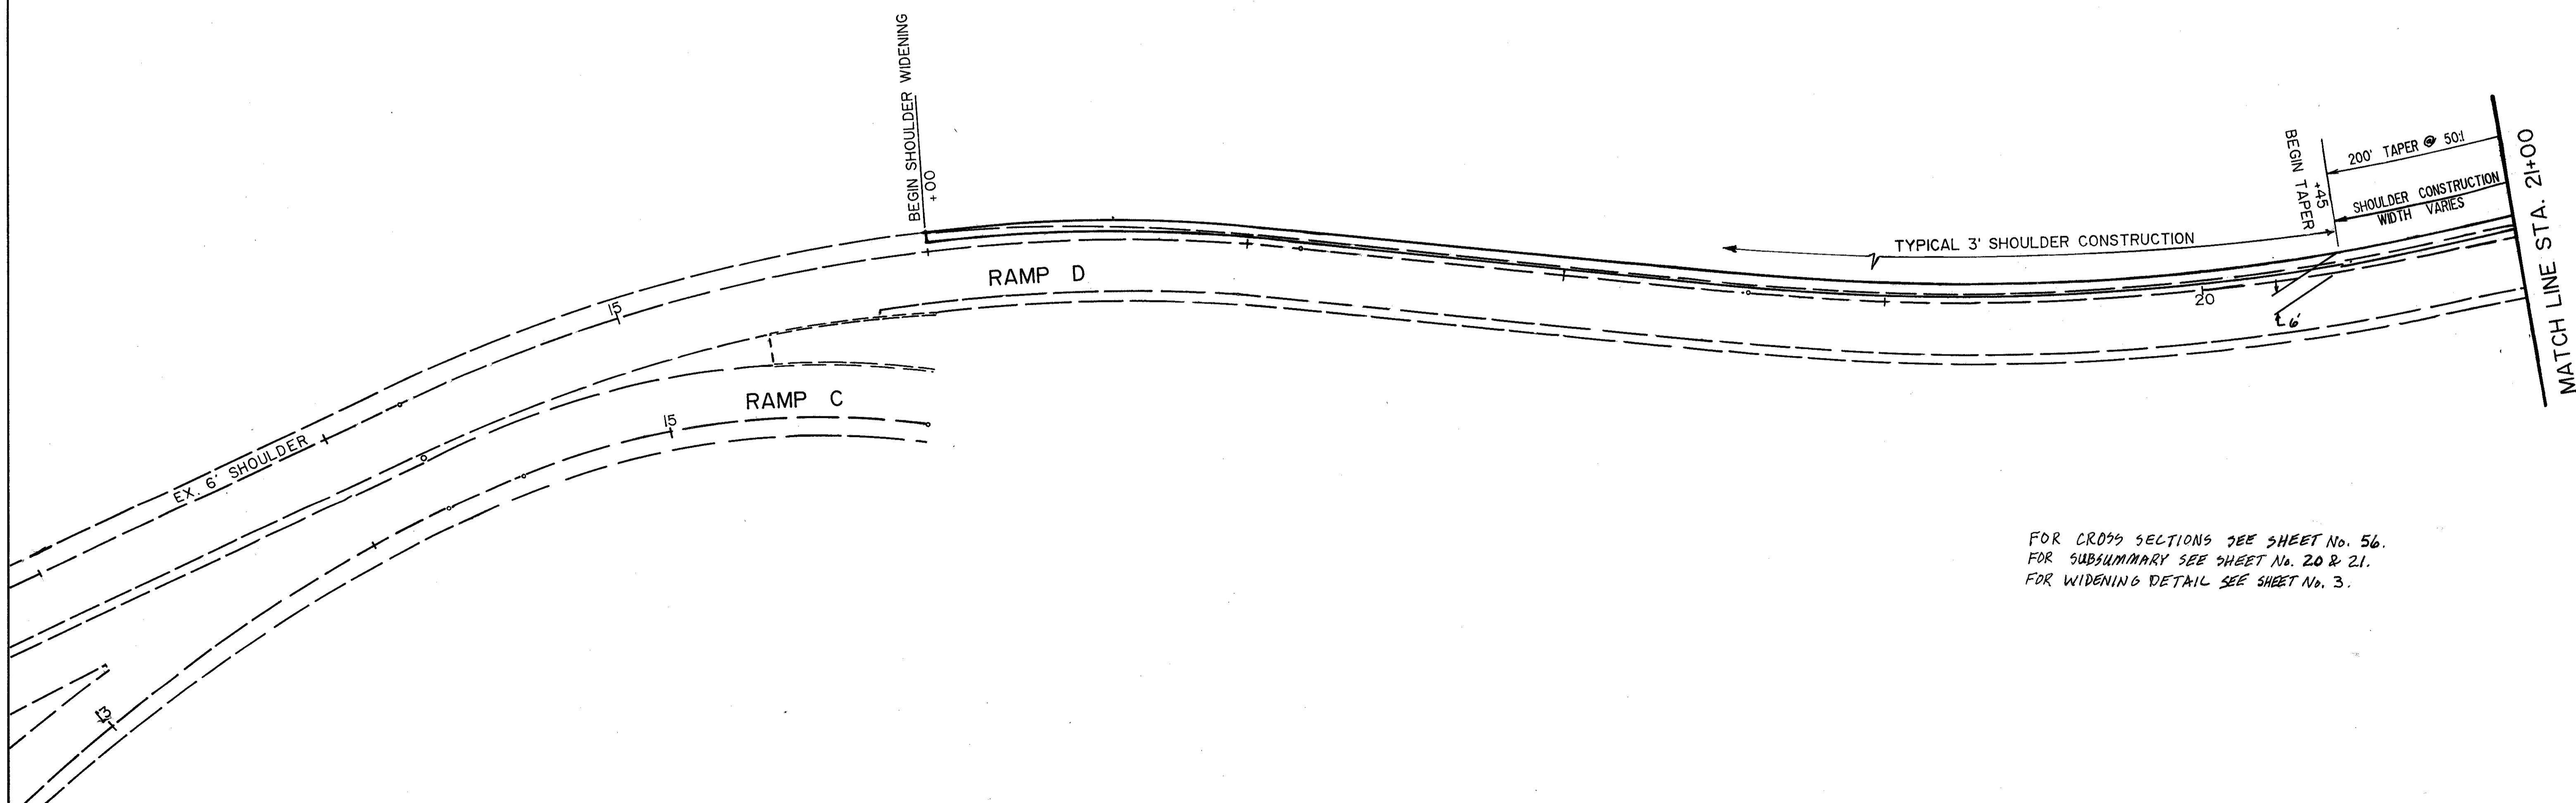 BEGIN SHOULDER WIDENING
+00
BEGIN TAPER
+45
200' TAPER @ 50:1
SHOULDER CONSTRUCTION
WIDTH VARIES
MATCH LINE STA. 21+00
TYPICAL 3' SHOULDER CONSTRUCTION
RAMP D
15
20
6'
RAMP C
15
EX. 6' SHOULDER
13
FOR CROSS SECTIONS SEE SHEET No. 56.
FOR SUBSUMMARY SEE SHEET No. 20 & 21.
FOR WIDENING DETAIL SEE SHEET No. 3.